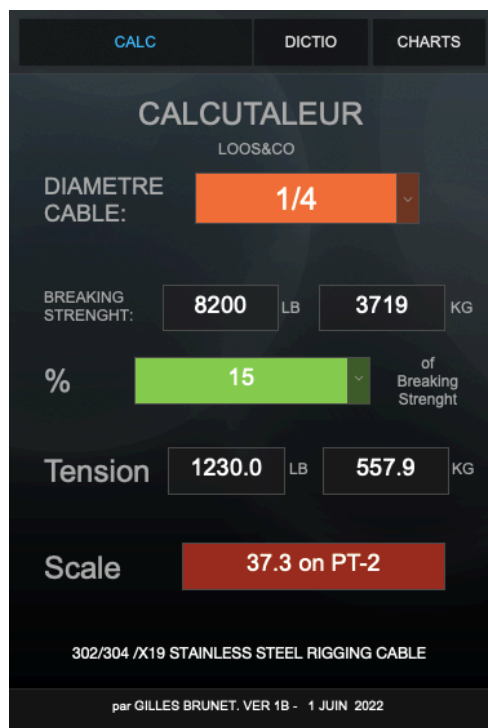 CALC DICTIO CHARTS
CALCUTALEUR
LOOS&CO
DIAMETRE
CABLE:
1/4
BREAKING
STRENGHT:
8200 LB 3719 KG
% 15
of
Breaking
Strenght
Tension 1230.0 LB 557.9 KG
Scale 37.3 on PT-2
302/304 /X19 STAINLESS STEEL RIGGING CABLE
par GILLES BRUNET. VER 1B - 1 JUIN 2022